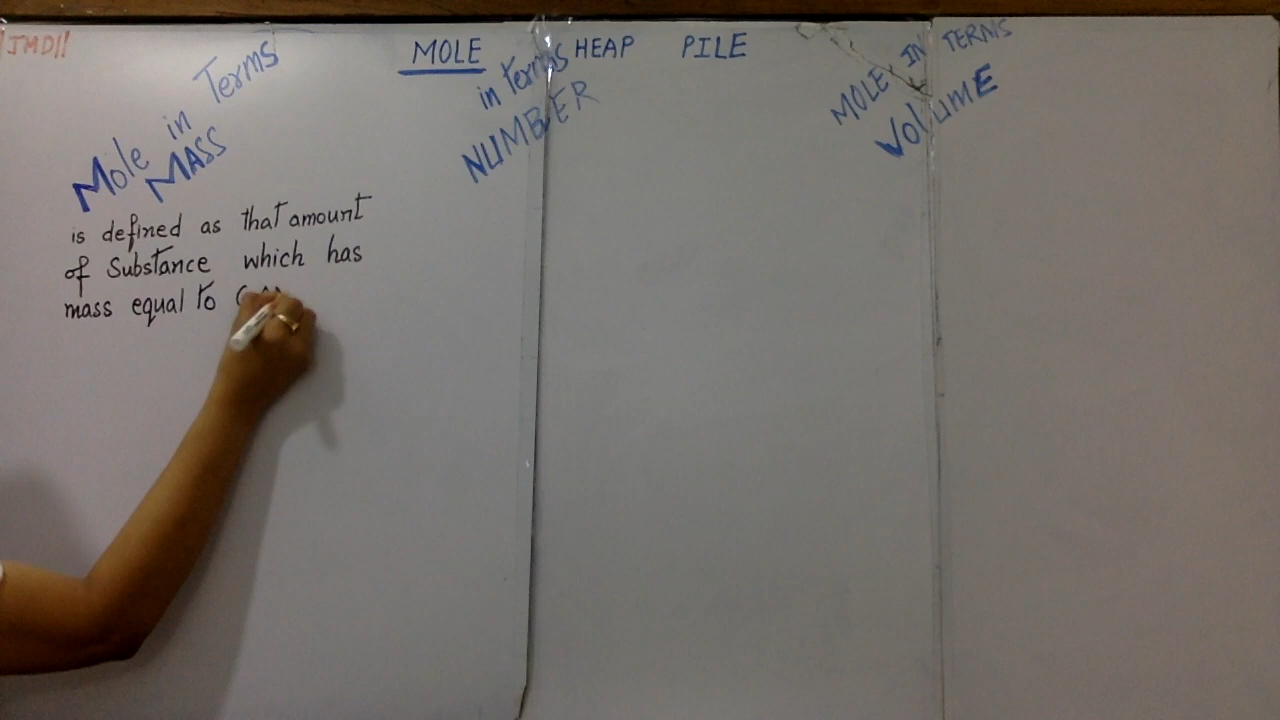 ||JMD||
MOLE HEAP PILE
Mole in Terms
MASS
is defined as that amount
of Substance which has
mass equal to
in terms
NUMBER
MOLE IN TERMS
VOLUME